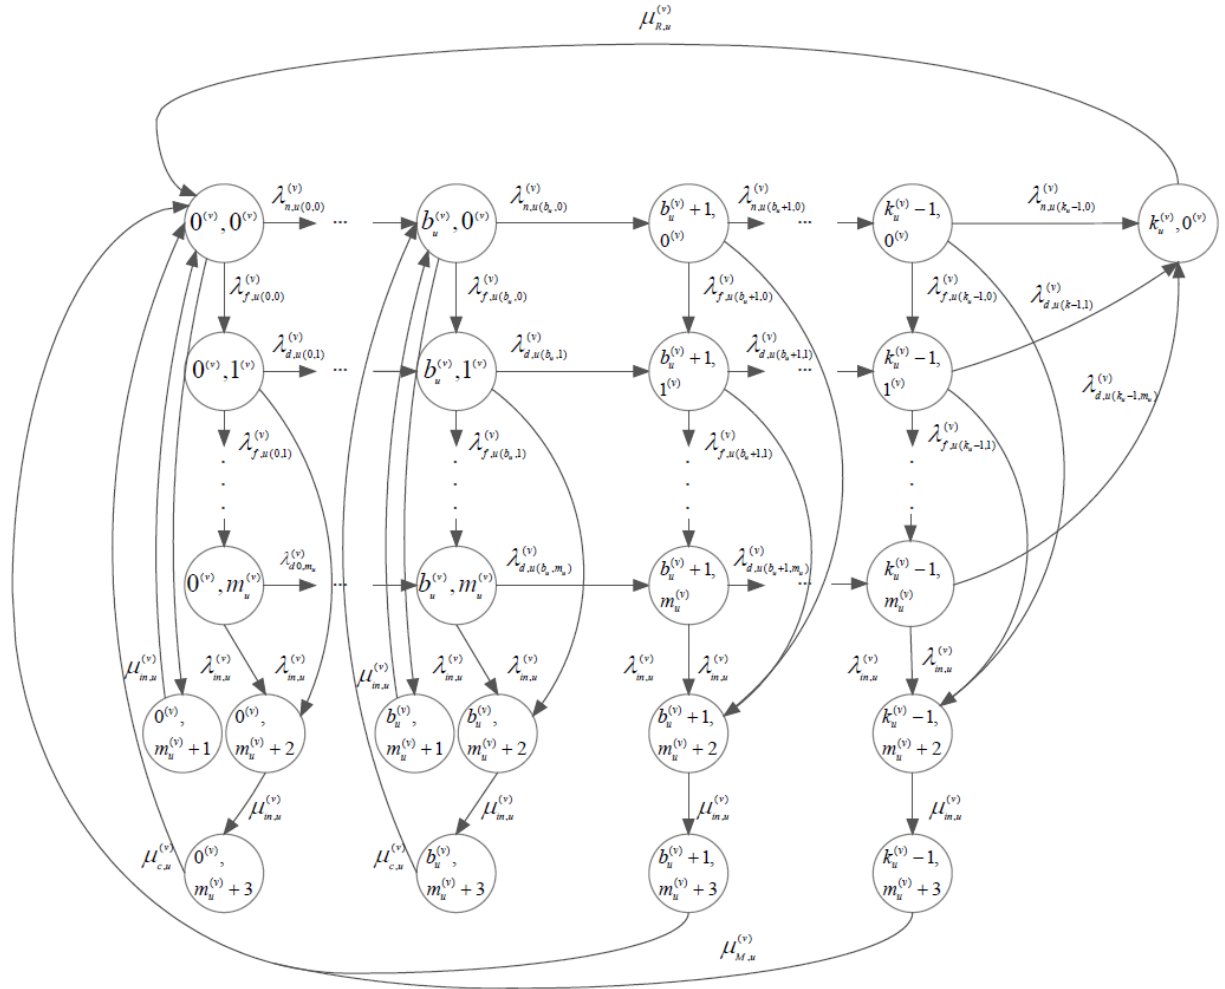 μ_{R,u}^{(v)}
λ_{n,u(0,0)}^{(v)}
λ_{n,u(b_u,0)}^{(v)}
λ_{n,u(b_u+1,0)}^{(v)}
λ_{n,u(k_u-1,0)}^{(v)}
0^{(v)},0^{(v)}
...
b_u^{(v)},0^{(v)}
b_u^{(v)}+1,
0^{(v)}
...
k_u^{(v)}-1,
0^{(v)}
k_u^{(v)},0^{(v)}
λ_{f,u(0,0)}^{(v)}
λ_{f,u(b_u,0)}^{(v)}
λ_{f,u(b_u+1,0)}^{(v)}
λ_{f,u(k_u-1,0)}^{(v)}
λ_{d,u(k-1,1)}^{(v)}
λ_{d,u(0,1)}^{(v)}
λ_{d,u(b_u,1)}^{(v)}
λ_{d,u(b_u+1,1)}^{(v)}
0^{(v)},1^{(v)}
...
b_u^{(v)},1^{(v)}
b_u^{(v)}+1,
1^{(v)}
...
k_u^{(v)}-1,
1^{(v)}
λ_{d,u(k_u-1,m_u)}^{(v)}
λ_{f,u(0,1)}^{(v)}
λ_{f,u(b_u,1)}^{(v)}
λ_{f,u(b_u+1,1)}^{(v)}
λ_{f,u(k_u-1,1)}^{(v)}
λ_{d0,m_u}^{(v)}
λ_{d,u(b_u,m_u)}^{(v)}
λ_{d,u(b_u+1,m_u)}^{(v)}
0^{(v)},m_u^{(v)}
...
b_u^{(v)},m_u^{(v)}
b_u^{(v)}+1,
m_u^{(v)}
...
k_u^{(v)}-1,
m_u^{(v)}
μ_{in,u}^{(v)}
λ_{in,u}^{(v)}
λ_{in,u}^{(v)}
μ_{in,u}^{(v)}
λ_{in,u}^{(v)}
λ_{in,u}^{(v)}
λ_{in,u}^{(v)}
λ_{in,u}^{(v)}
λ_{in,u}^{(v)}
λ_{in,u}^{(v)}
0^{(v)},
m_u^{(v)}+1
0^{(v)},
m_u^{(v)}+2
b_u^{(v)},
m_u^{(v)}+1
b_u^{(v)},
m_u^{(v)}+2
b_u^{(v)}+1,
m_u^{(v)}+2
k_u^{(v)}-1,
m_u^{(v)}+2
μ_{in,u}^{(v)}
μ_{in,u}^{(v)}
μ_{in,u}^{(v)}
μ_{in,u}^{(v)}
μ_{c,u}^{(v)}
0^{(v)},
m_u^{(v)}+3
μ_{c,u}^{(v)}
b_u^{(v)},
m_u^{(v)}+3
b_u^{(v)}+1,
m_u^{(v)}+3
k_u^{(v)}-1,
m_u^{(v)}+3
μ_{M,u}^{(v)}